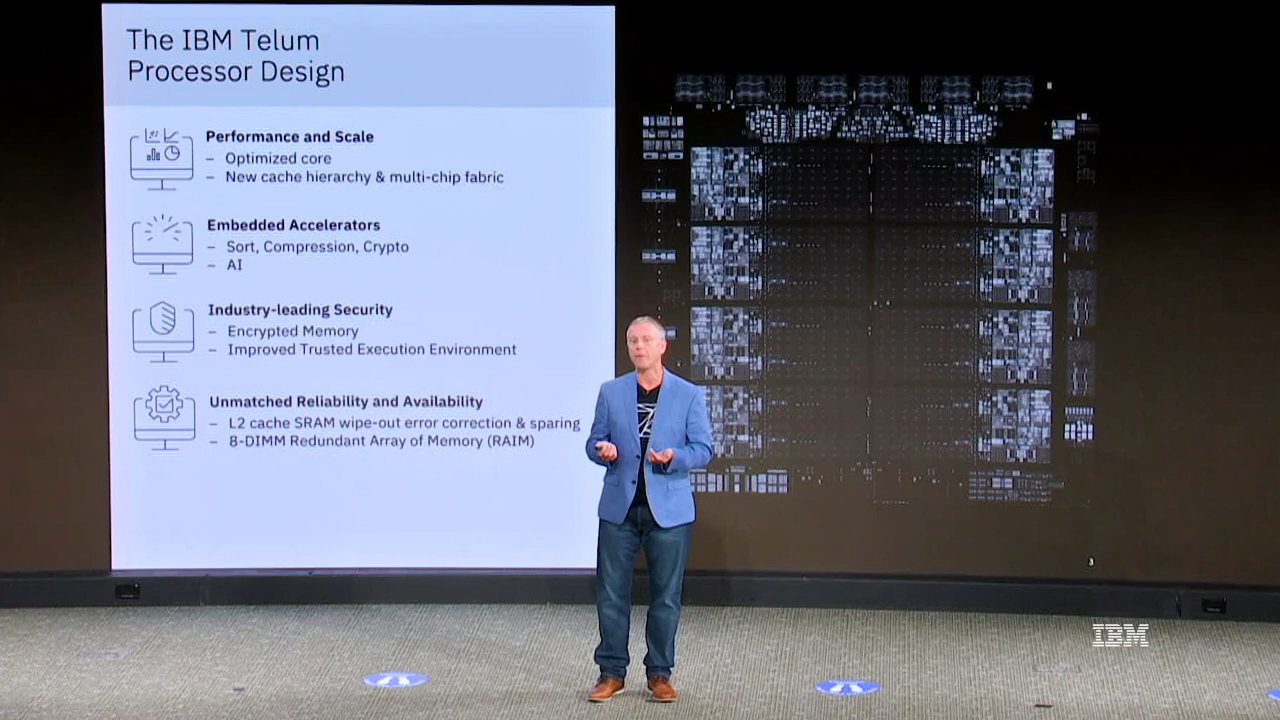 The IBM Telum
Processor Design
Performance and Scale
– Optimized core
– New cache hierarchy & multi-chip fabric
Embedded Accelerators
– Sort, Compression, Crypto
– AI
Industry-leading Security
– Encrypted Memory
– Improved Trusted Execution Environment
Unmatched Reliability and Availability
– L2 cache SRAM wipe-out error correction & sparing
– 8-DIMM Redundant Array of Memory (RAIM)
3
IBM